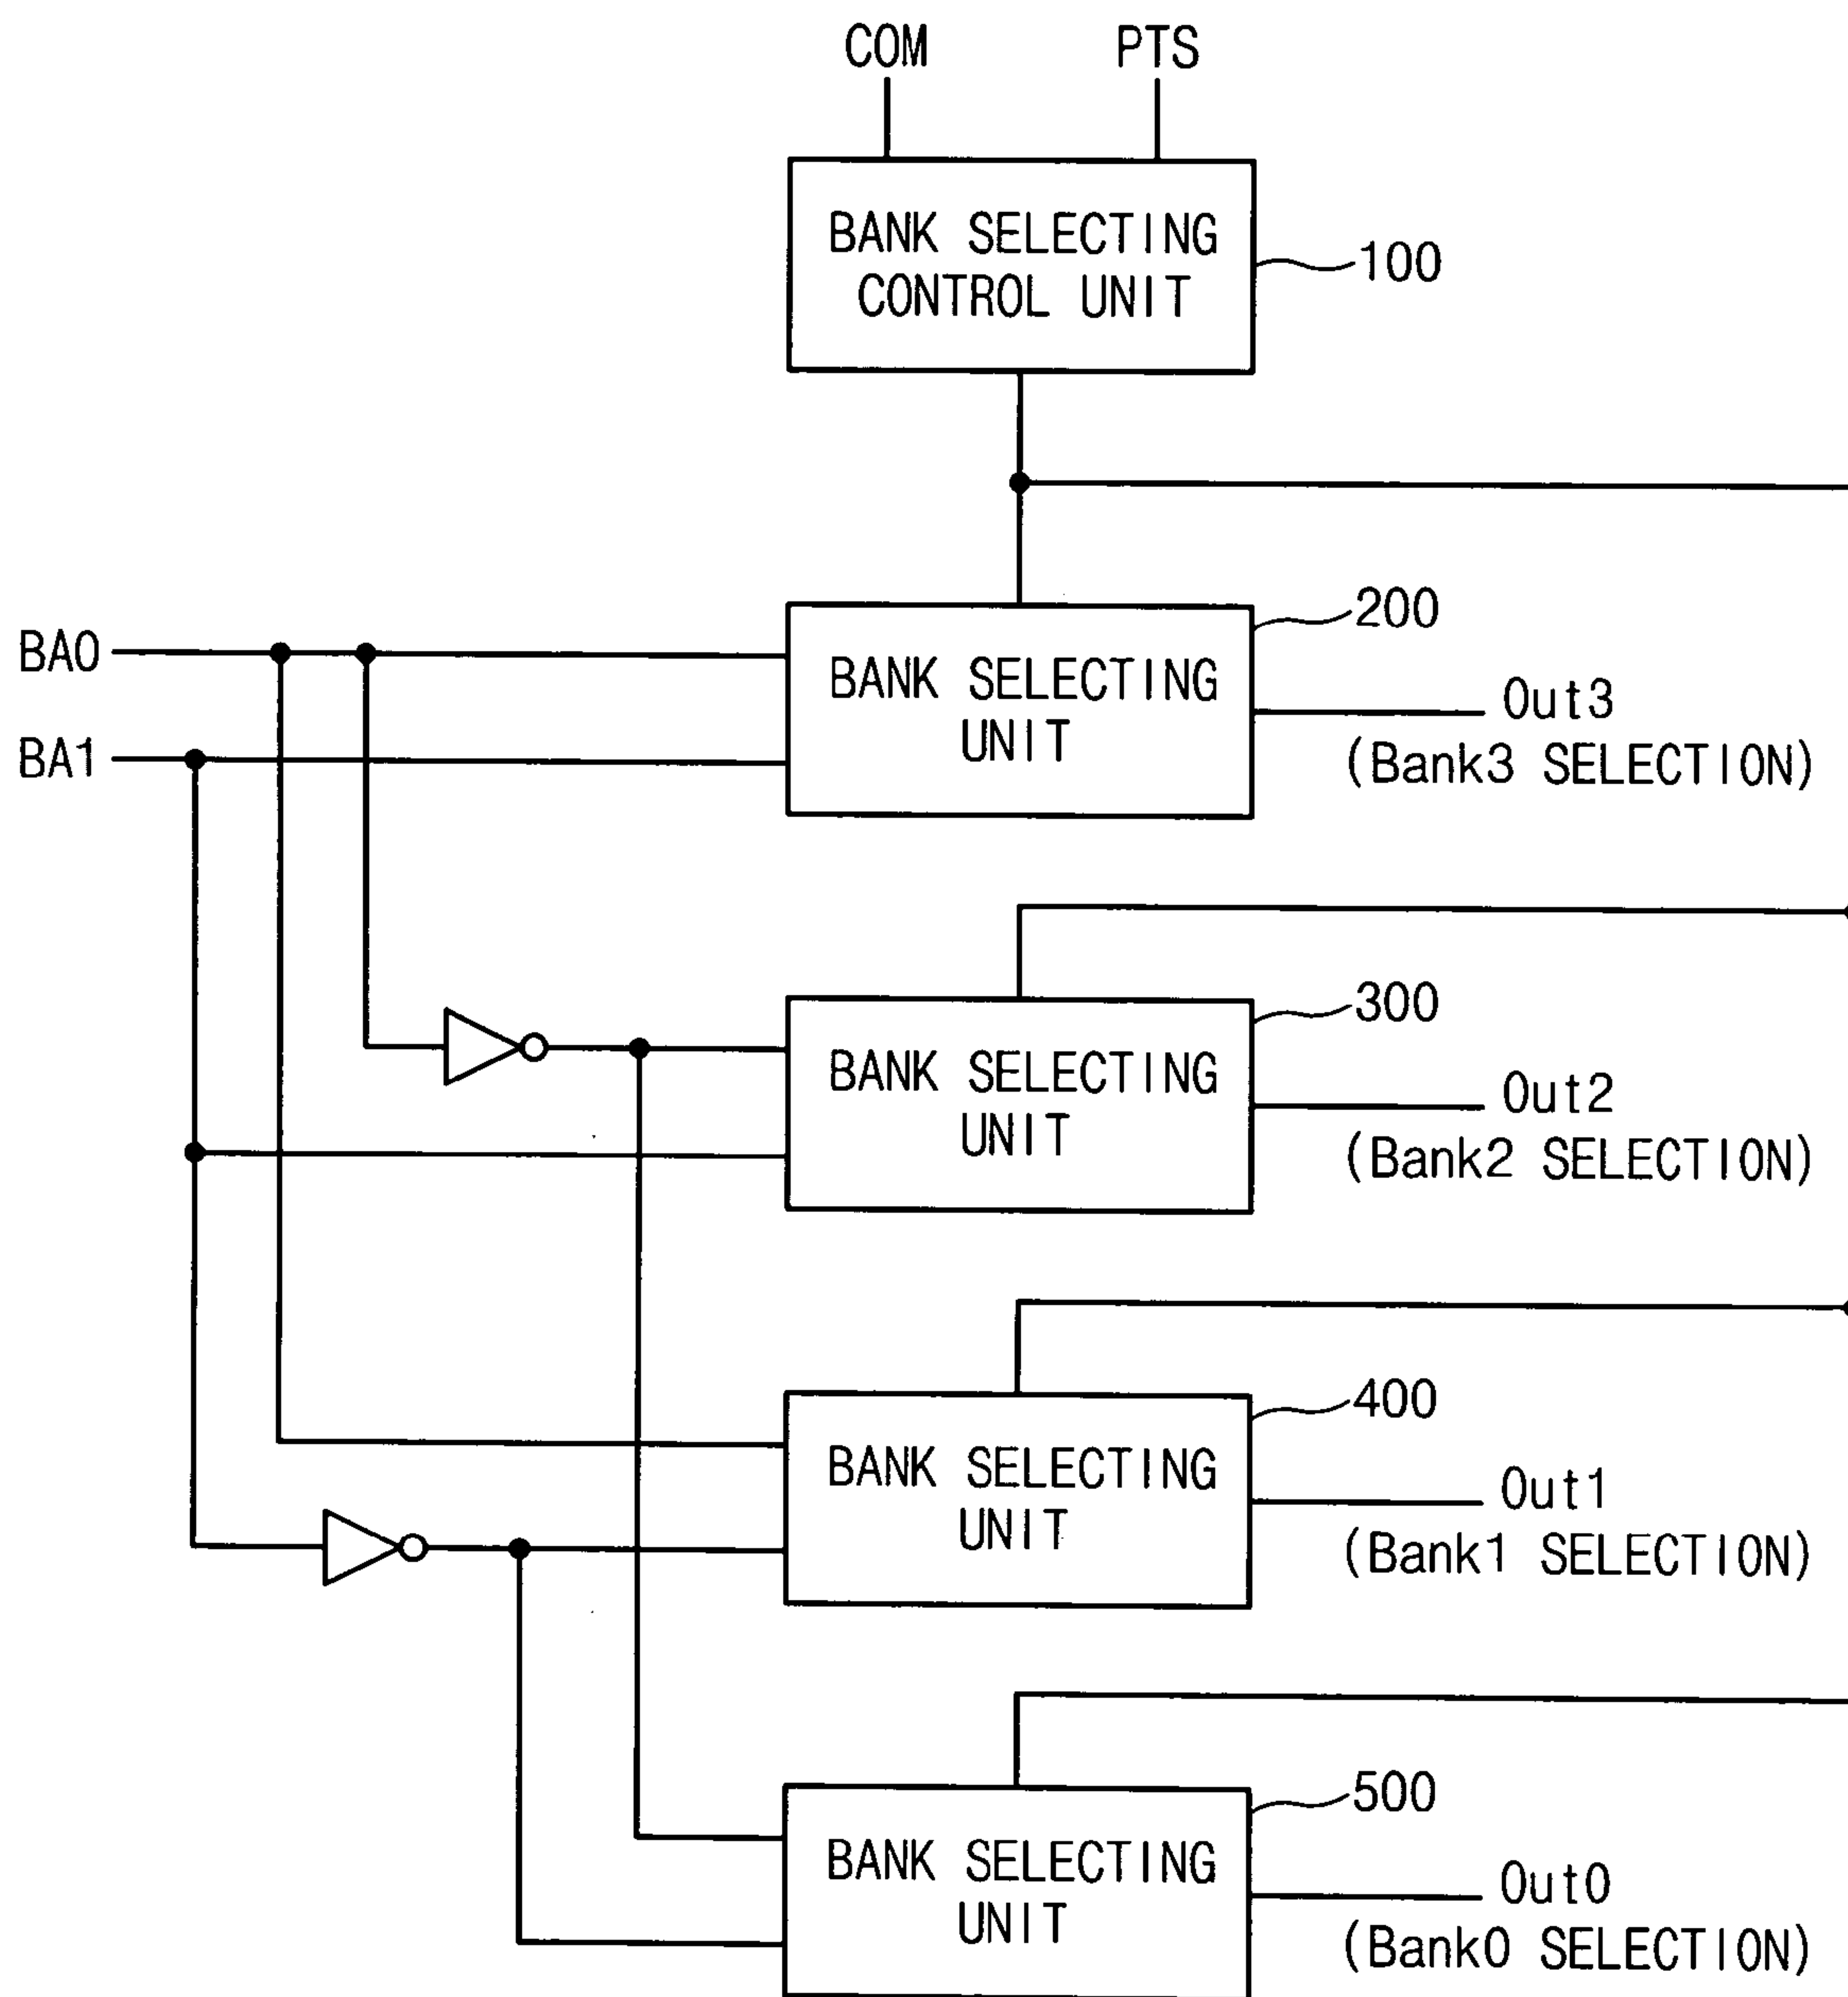 COM PTS
BANK SELECTING
CONTROL UNIT
100
200
BA0
BANK SELECTING
UNIT
Out3
(Bank3 SELECTION)
BA1
300
BANK SELECTING
UNIT
Out2
(Bank2 SELECTION)
400
BANK SELECTING
UNIT
Out1
(Bank1 SELECTION)
500
BANK SELECTING
UNIT
Out0
(Bank0 SELECTION)